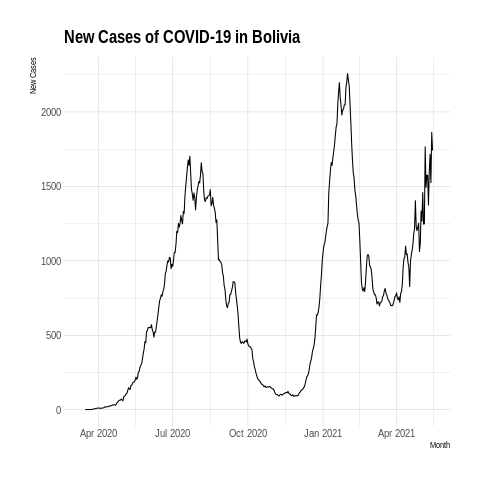 New Cases of COVID-19 in Bolivia
New Cases
2000
1500
1000
500
0
Apr 2020 Jul 2020 Oct 2020 Jan 2021 Apr 2021
Month